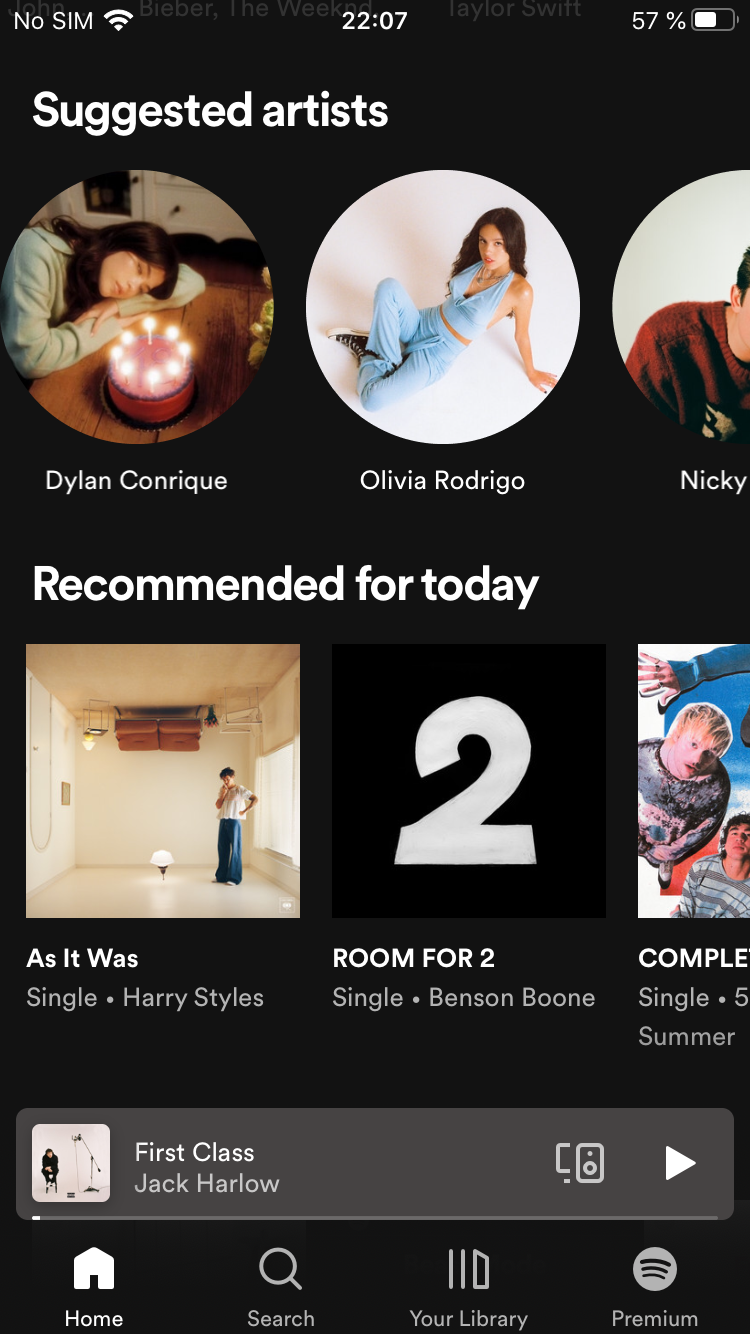 John
Bieber, The Weeknd
Taylor Swift
No SIM
22:07
57 %
Suggested artists
Dylan Conrique
Olivia Rodrigo
Nicky
Recommended for today
2
As It Was
Single • Harry Styles
ROOM FOR 2
Single • Benson Boone
COMPLE
Single • 5
Summer
First Class
Jack Harlow
Home
Search
Your Library
Premium